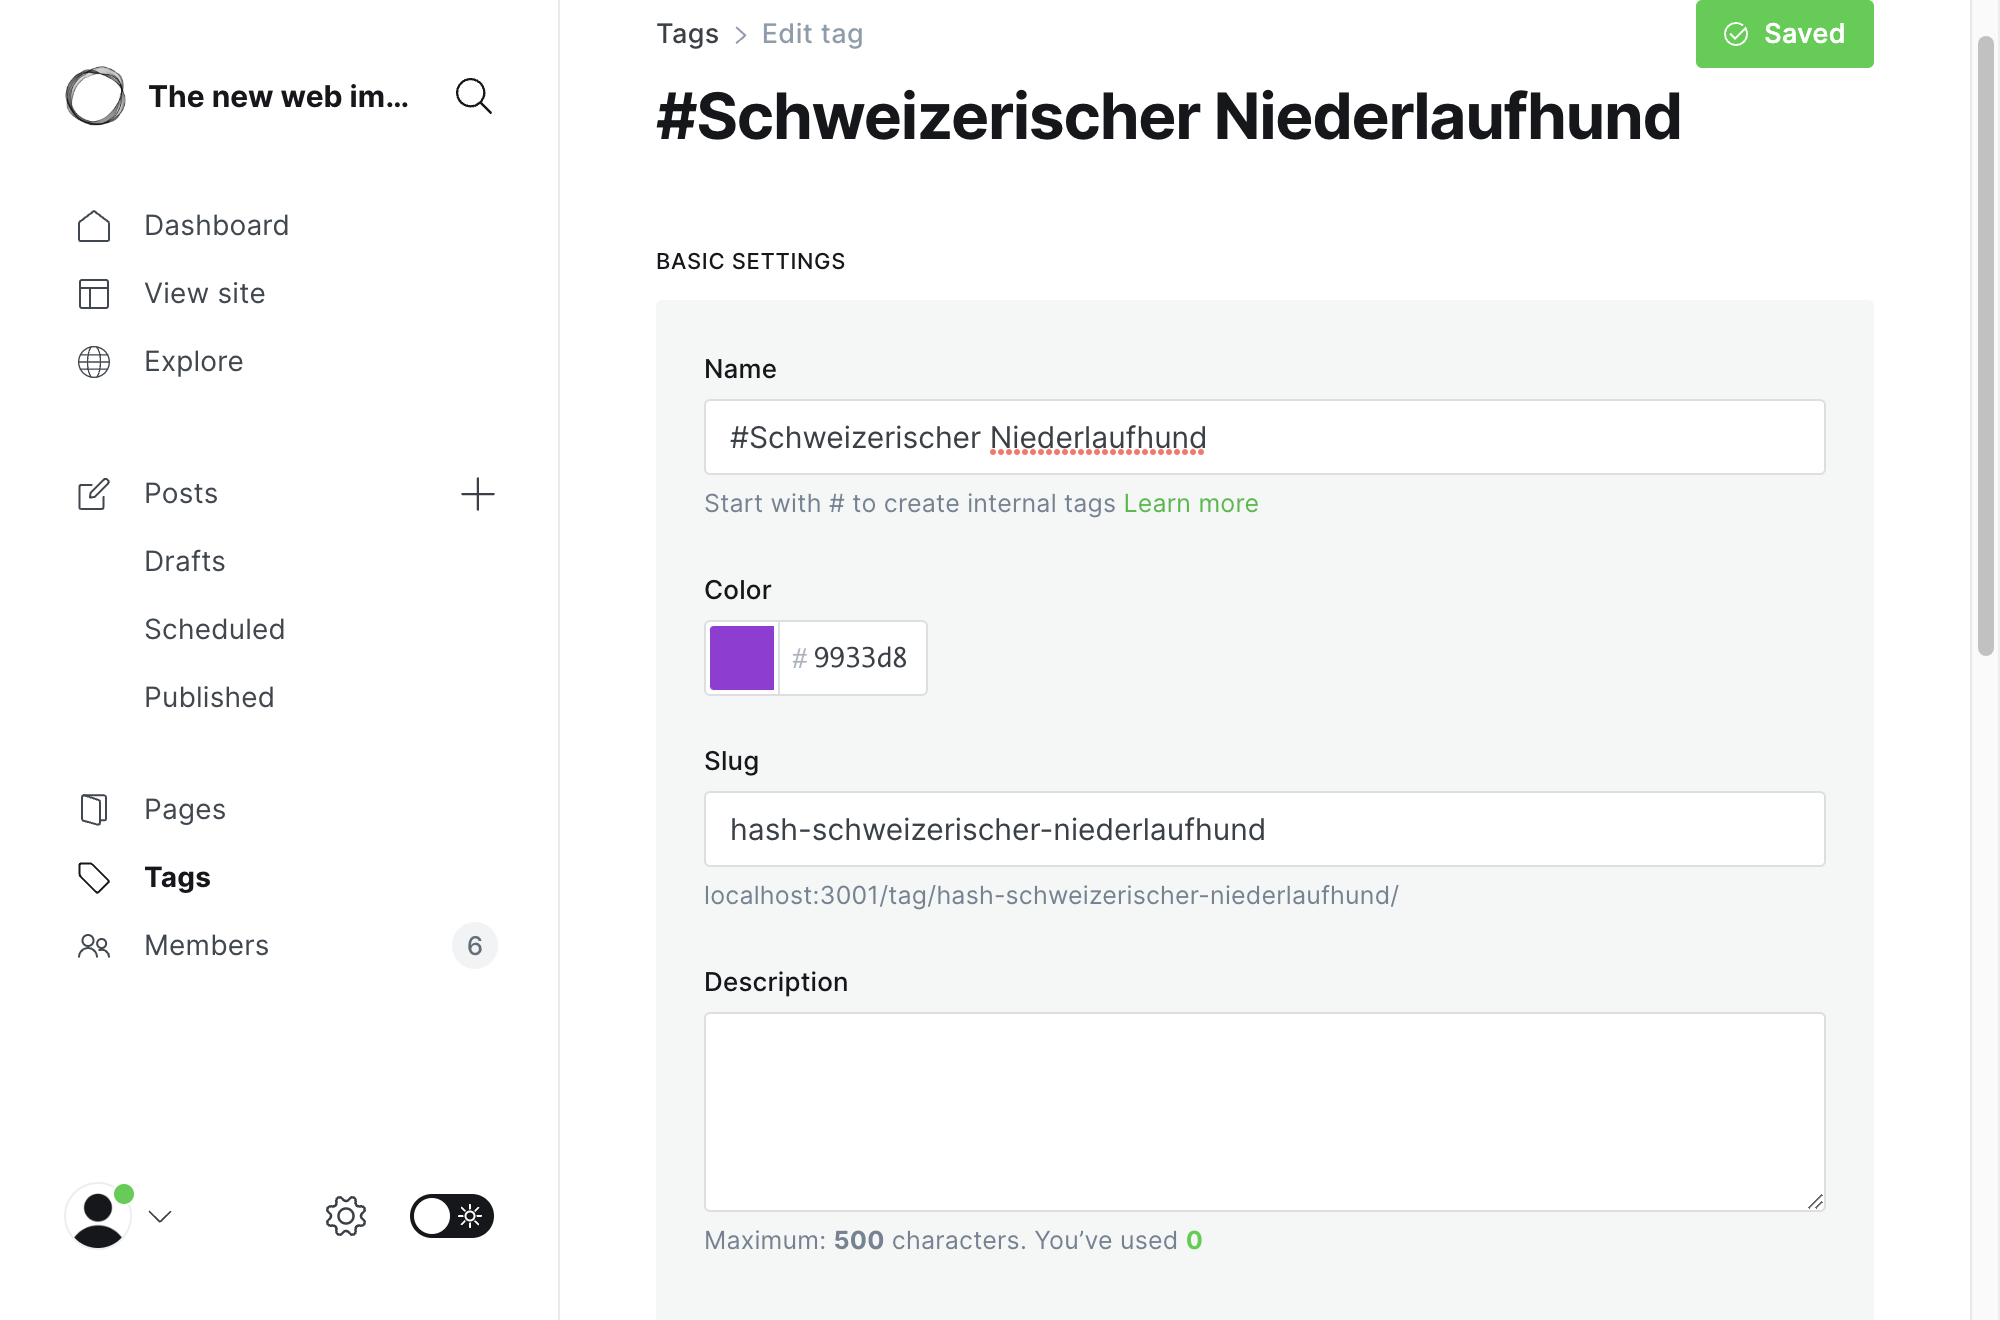 The new web im...
Dashboard
View site
Explore
Posts
Drafts
Scheduled
Published
Pages
Tags
Members 6
Tags > Edit tag
Saved
#Schweizerischer Niederlaufhund
BASIC SETTINGS
Name
#Schweizerischer Niederlaufhund
Start with # to create internal tags Learn more
Color
# 9933d8
Slug
hash-schweizerischer-niederlaufhund
localhost:3001/tag/hash-schweizerischer-niederlaufhund/
Description
Maximum: 500 characters. You’ve used 0